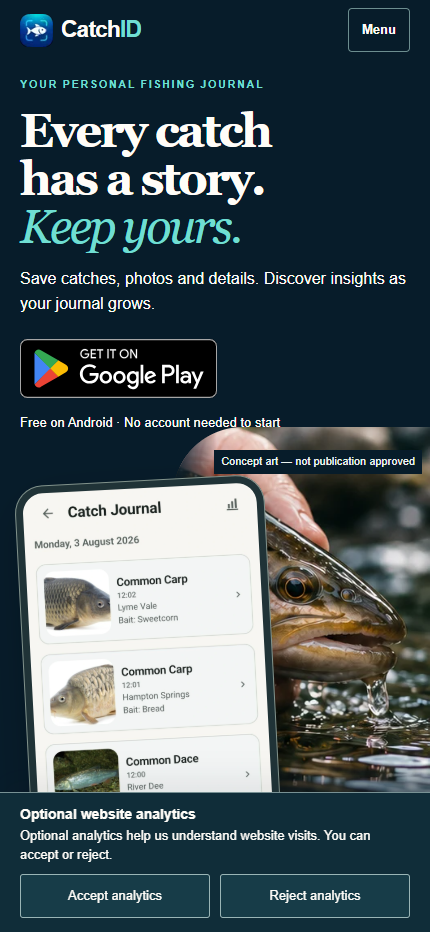 CatchID
Menu
YOUR PERSONAL FISHING JOURNAL
Every catch
has a story.
Keep yours.
Save catches, photos and details. Discover insights as
your journal grows.
GET IT ON
Google Play
Free on Android · No account needed to start
Concept art — not publication approved
Catch Journal
Monday, 3 August 2026
Common Carp
12:02
Lyme Vale
Bait: Sweetcorn
Common Carp
12:01
Hampton Springs
Bait: Bread
Common Dace
12:00
River Dee
Optional website analytics
Optional analytics help us understand website visits. You can
accept or reject.
Accept analytics
Reject analytics